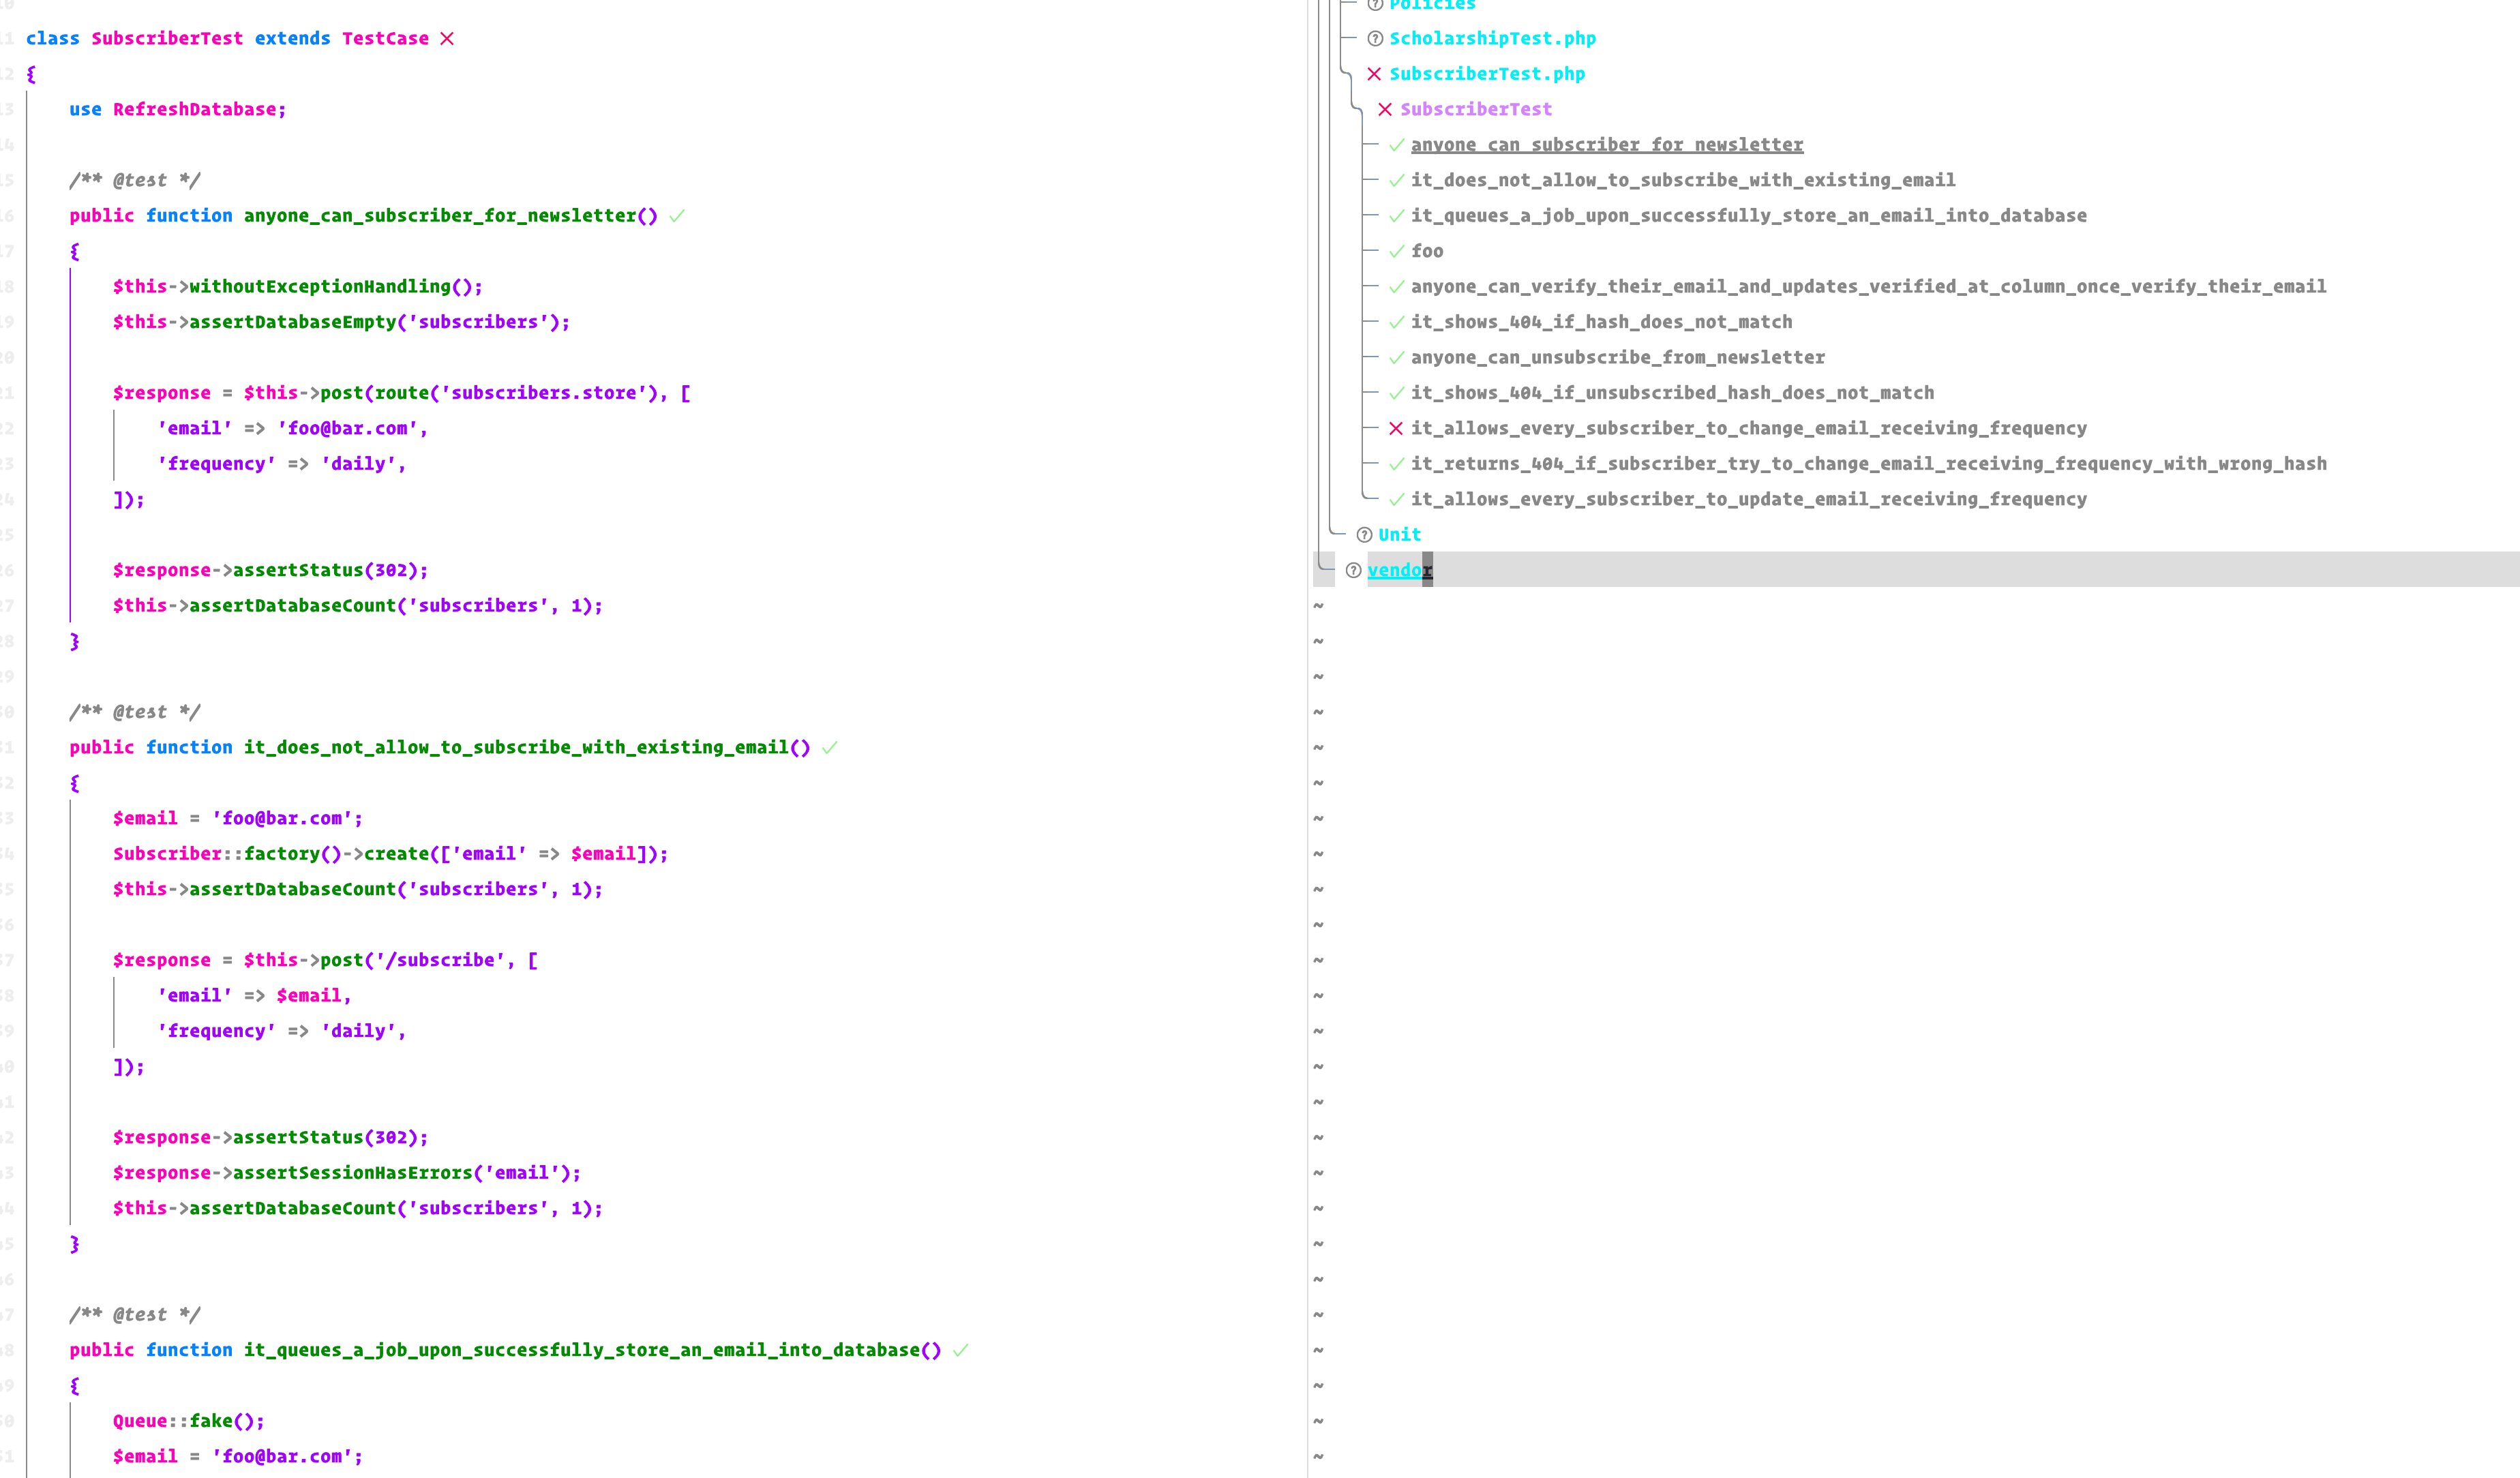 class SubscriberTest extends TestCase
{
use RefreshDatabase;
/** @test */
public function anyone_can_subscriber_for_newsletter()
{
$this->withoutExceptionHandling();
$this->assertDatabaseEmpty('subscribers');
$response = $this->post(route('subscribers.store'), [
'email' => 'foo@bar.com',
'frequency' => 'daily',
]);
$response->assertStatus(302);
$this->assertDatabaseCount('subscribers', 1);
}
/** @test */
public function it_does_not_allow_to_subscribe_with_existing_email()
{
$email = 'foo@bar.com';
Subscriber::factory()->create(['email' => $email]);
$this->assertDatabaseCount('subscribers', 1);
$response = $this->post('/subscribe', [
'email' => $email,
'frequency' => 'daily',
]);
$response->assertStatus(302);
$response->assertSessionHasErrors('email');
$this->assertDatabaseCount('subscribers', 1);
}
/** @test */
public function it_queues_a_job_upon_successfully_store_an_email_into_database()
{
Queue::fake();
$email = 'foo@bar.com';
Policies
ScholarshipTest.php
SubscriberTest.php
SubscriberTest
anyone_can_subscriber_for_newsletter
it_does_not_allow_to_subscribe_with_existing_email
it_queues_a_job_upon_successfully_store_an_email_into_database
foo
anyone_can_verify_their_email_and_updates_verified_at_column_once_verify_their_email
it_shows_404_if_hash_does_not_match
anyone_can_unsubscribe_from_newsletter
it_shows_404_if_unsubscribed_hash_does_not_match
it_allows_every_subscriber_to_change_email_receiving_frequency
it_returns_404_if_subscriber_try_to_change_email_receiving_frequency_with_wrong_hash
it_allows_every_subscriber_to_update_email_receiving_frequency
Unit
vendor